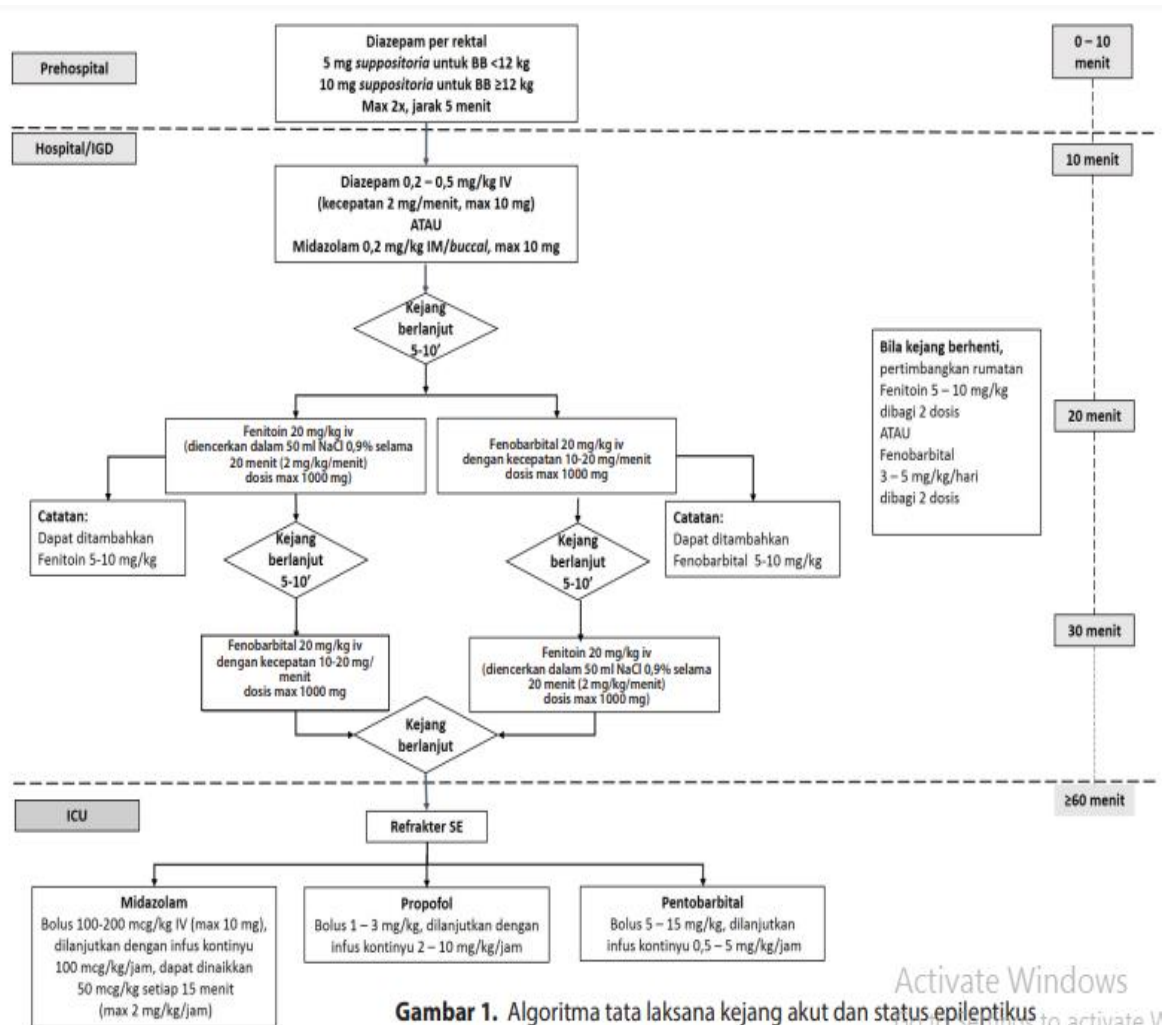 Prehospital
Diazepam per rektal
5 mg suppositoria untuk BB <12 kg
10 mg suppositoria untuk BB ≥12 kg
Max 2x, jarak 5 menit
0 – 10
menit
Hospital/IGD
10 menit
Diazepam 0,2 – 0,5 mg/kg IV
(kecepatan 2 mg/menit, max 10 mg)
ATAU
Midazolam 0,2 mg/kg IM/buccal, max 10 mg
Kejang
berlanjut
5-10'
Bila kejang berhenti,
pertimbangkan rumatan
Fenitoin 5 – 10 mg/kg
dibagi 2 dosis
ATAU
Fenobarbital
3 – 5 mg/kg/hari
dibagi 2 dosis
20 menit
Fenitoin 20 mg/kg iv
(diencerkan dalam 50 ml NaCl 0,9% selama
20 menit (2 mg/kg/menit)
dosis max 1000 mg)
Fenobarbital 20 mg/kg iv
dengan kecepatan 10-20 mg/menit
dosis max 1000 mg
Catatan:
Dapat ditambahkan
Fenitoin 5-10 mg/kg
Kejang
berlanjut
5-10'
Kejang
berlanjut
5-10'
Catatan:
Dapat ditambahkan
Fenobarbital 5-10 mg/kg
30 menit
Fenobarbital 20 mg/kg iv
dengan kecepatan 10-20 mg/
menit
dosis max 1000 mg
Fenitoin 20 mg/kg iv
(diencerkan dalam 50 ml NaCl 0,9% selama
20 menit (2 mg/kg/menit)
dosis max 1000 mg)
Kejang
berlanjut
ICU
≥60 menit
Refrakter SE
Midazolam
Bolus 100-200 mcg/kg IV (max 10 mg),
dilanjutkan dengan infus kontinyu
100 mcg/kg/jam, dapat dinaikkan
50 mcg/kg setiap 15 menit
(max 2 mg/kg/jam)
Propofol
Bolus 1 – 3 mg/kg, dilanjutkan dengan
infus kontinyu 2 – 10 mg/kg/jam
Pentobarbital
Bolus 5 – 15 mg/kg, dilanjutkan
infus kontinyu 0,5 – 5 mg/kg/jam
Activate Windows
Gambar 1. Algoritma tata laksana kejang akut dan status epileptikus
to activate W